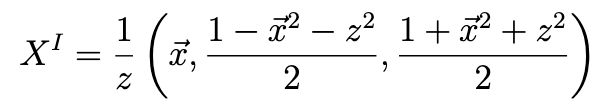 $X^I = \frac{1}{z} \left( \vec{x}, \frac{1 - \vec{x}^2 - z^2}{2}, \frac{1 + \vec{x}^2 + z^2}{2} \right)$